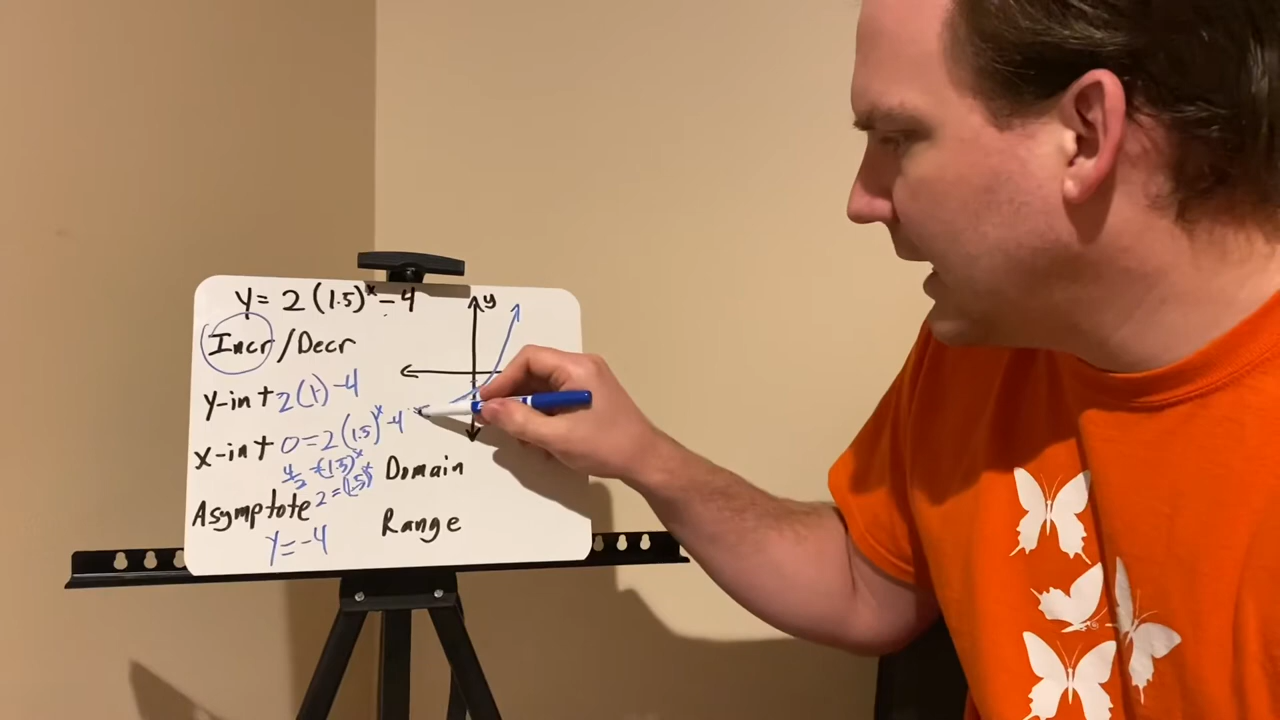 y = 2(1.5)^x - 4
y
Incr/Decr
y-int 2(1) - 4
x-int 0 = 2(1.5)^x - 4
4/2 = (1.5)^x
2 = (1.5)^x
Asymptote
y = -4
Domain
Range